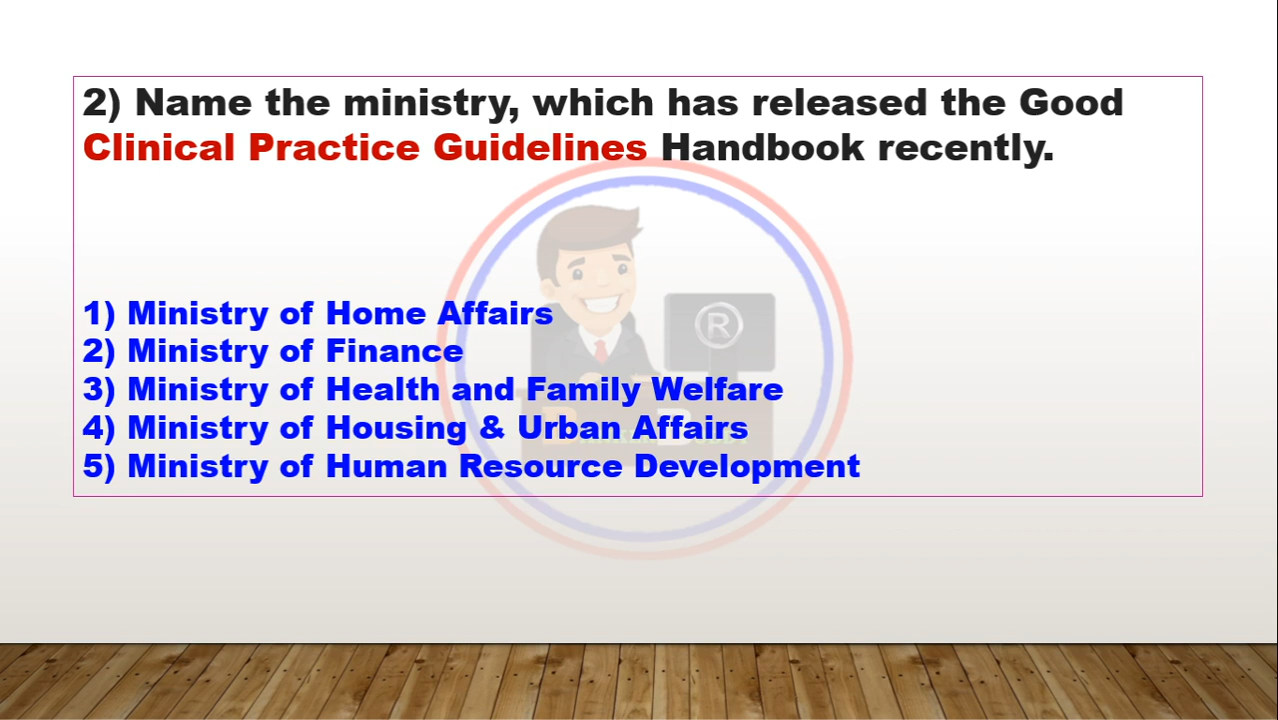 2) Name the ministry, which has released the Good
Clinical Practice Guidelines Handbook recently.
1) Ministry of Home Affairs
2) Ministry of Finance
3) Ministry of Health and Family Welfare
4) Ministry of Housing & Urban Affairs
5) Ministry of Human Resource Development
®